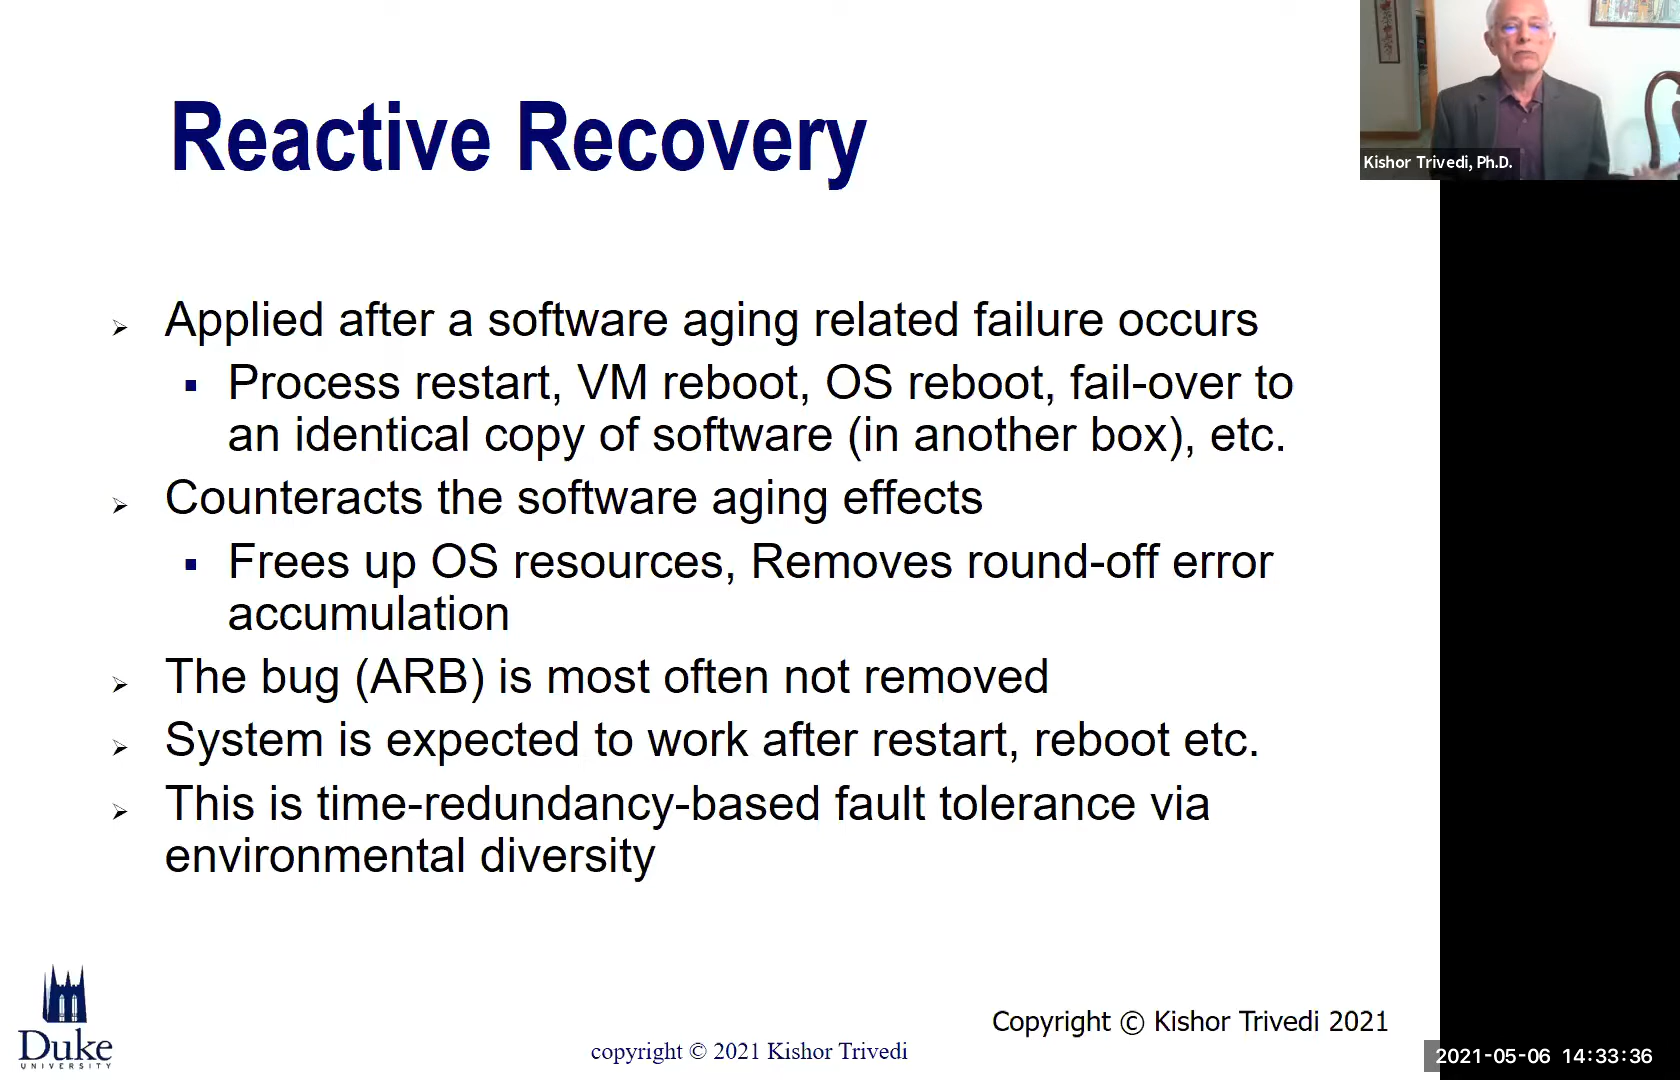 Reactive Recovery
Kishor Trivedi, Ph.D.
Applied after a software aging related failure occurs
Process restart, VM reboot, OS reboot, fail-over to
an identical copy of software (in another box), etc.
Counteracts the software aging effects
Frees up OS resources, Removes round-off error
accumulation
The bug (ARB) is most often not removed
System is expected to work after restart, reboot etc.
This is time-redundancy-based fault tolerance via
environmental diversity
Duke
UNIVERSITY
copyright © 2021 Kishor Trivedi
Copyright © Kishor Trivedi 2021
2021-05-06 14:33:36